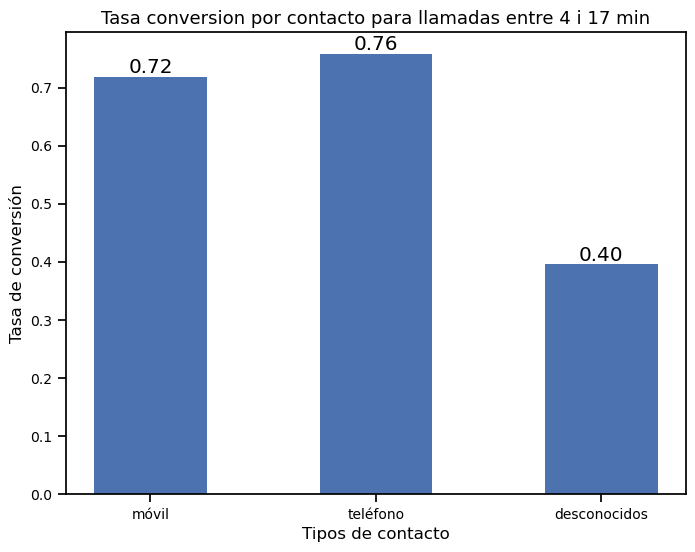 Tasa conversion por contacto para llamadas entre 4 i 17 min
0.72
0.76
0.40
0.7
0.6
0.5
0.4
0.3
0.2
0.1
0.0
Tasa de conversión
móvil
teléfono
desconocidos
Tipos de contacto